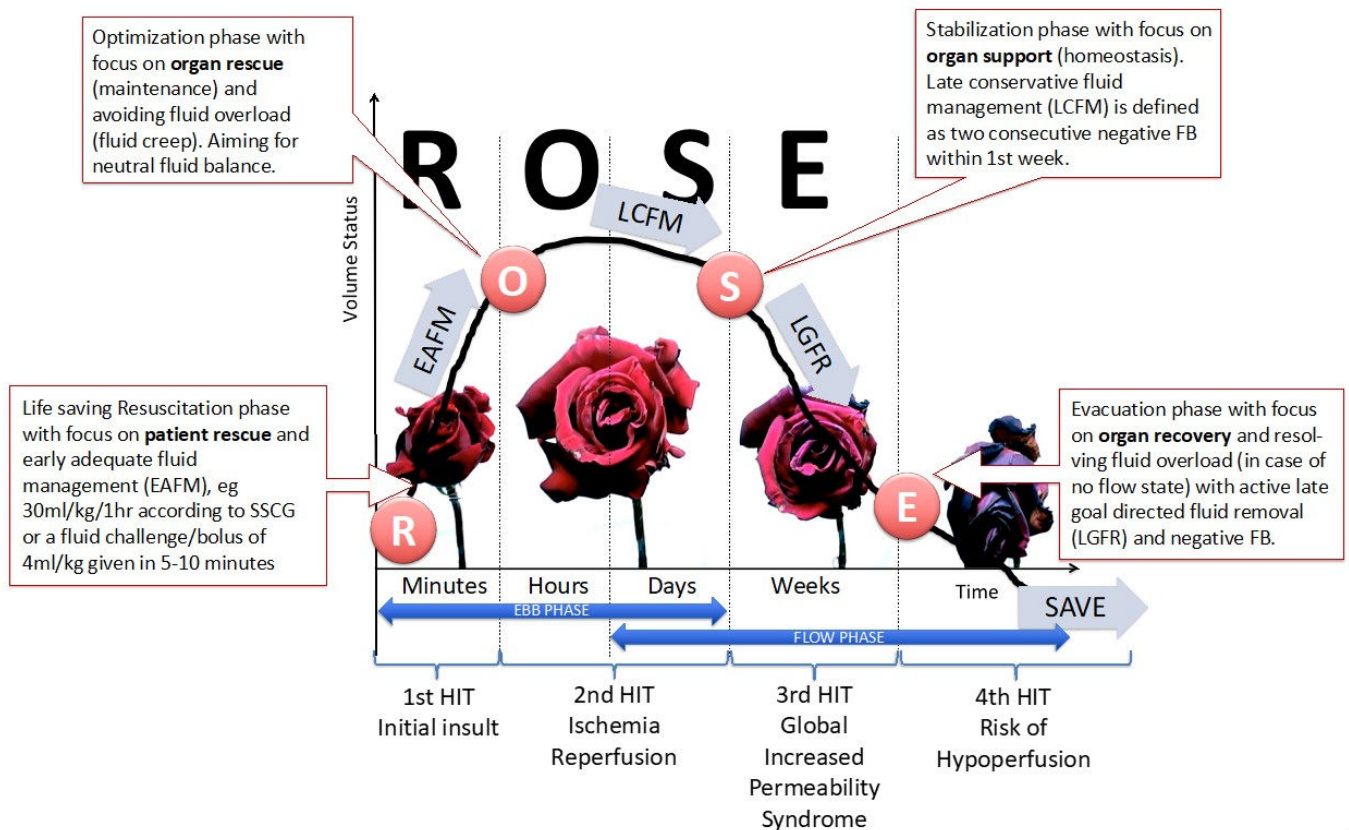 Optimization phase with
focus on organ rescue
(maintenance) and
avoiding fluid overload
(fluid creep). Aiming for
neutral fluid balance.
Stabilization phase with focus on
organ support (homeostasis).
Late conservative fluid
management (LCFM) is defined
as two consecutive negative FB
within 1st week.
R O S E
Volume Status
LCFM
O
S
EAFM
LGFR
Life saving Resuscitation phase
with focus on patient rescue and
early adequate fluid
management (EAFM), eg
30ml/kg/1hr according to SSCG
or a fluid challenge/bolus of
4ml/kg given in 5-10 minutes
R
E
Evacuation phase with focus
on organ recovery and resol-
ving fluid overload (in case of
no flow state) with active late
goal directed fluid removal
(LGFR) and negative FB.
Minutes Hours Days Weeks Time
SAVE
EBB PHASE
FLOW PHASE
1st HIT
Initial insult
2nd HIT
Ischemia
Reperfusion
3rd HIT
Global
Increased
Permeability
Syndrome
4th HIT
Risk of
Hypoperfusion